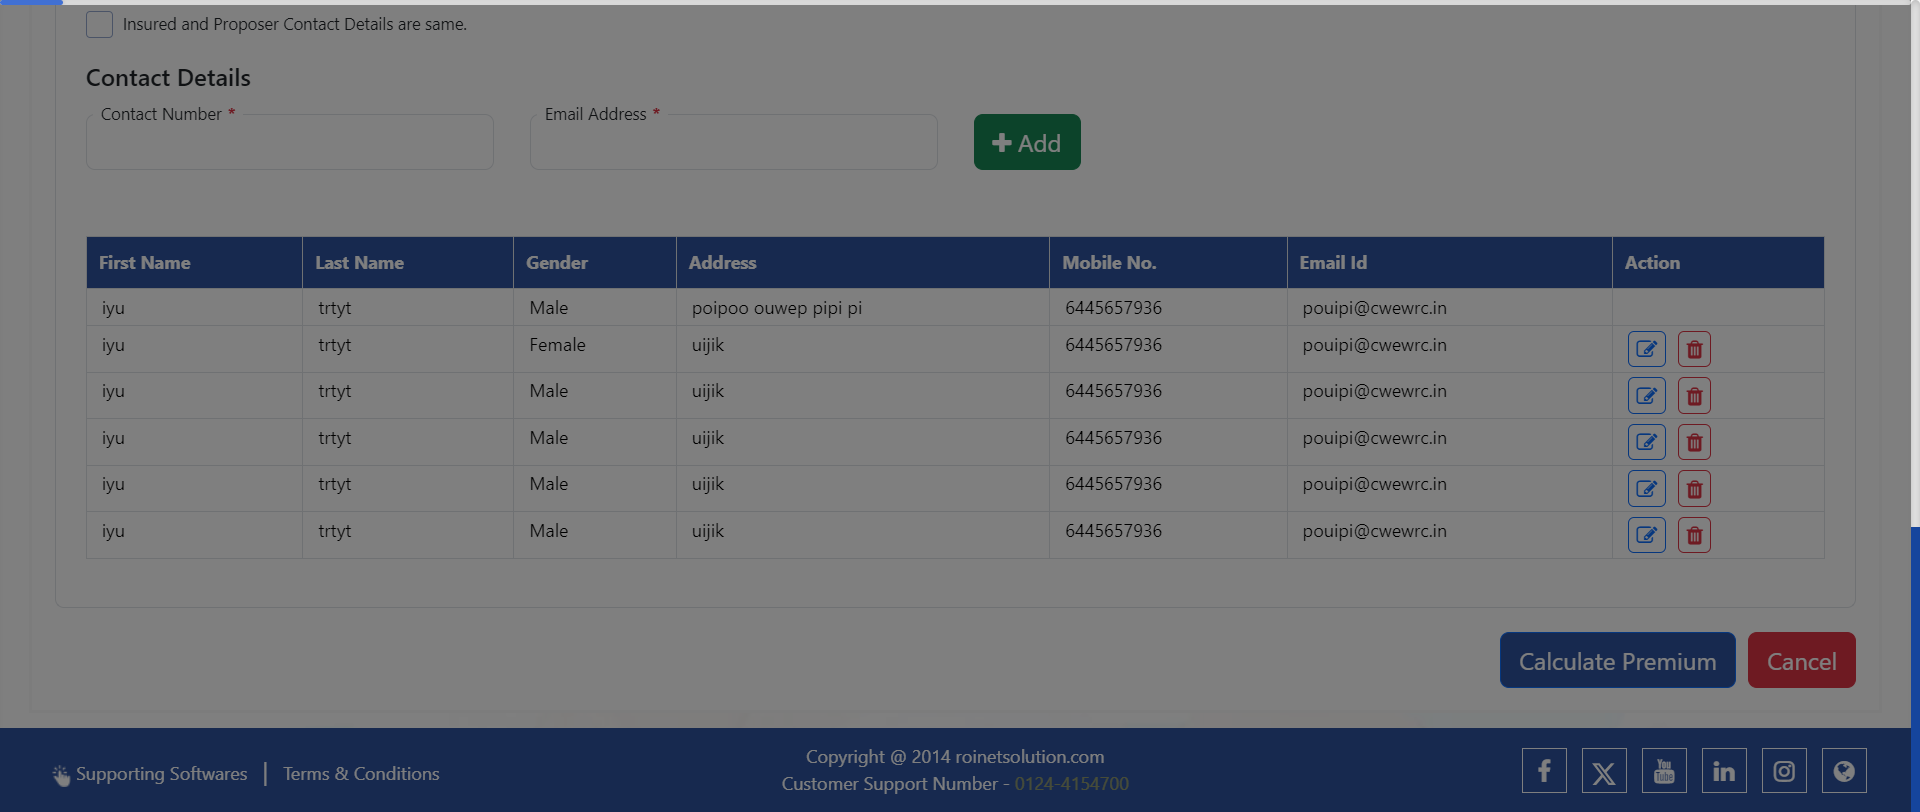 Insured and Proposer Contact Details are same.
Contact Details
Contact Number * Email Address *
Add
First Name Last Name Gender Address Mobile No. Email Id Action
iyu trtyt Male poipoo ouwep pipi pi 6445657936 pouipi@cwewrc.in
iyu trtyt Female uijik 6445657936 pouipi@cwewrc.in
iyu trtyt Male uijik 6445657936 pouipi@cwewrc.in
iyu trtyt Male uijik 6445657936 pouipi@cwewrc.in
iyu trtyt Male uijik 6445657936 pouipi@cwewrc.in
iyu trtyt Male uijik 6445657936 pouipi@cwewrc.in
Calculate Premium Cancel
Supporting Softwares | Terms & Conditions
Copyright @ 2014 roinetsolution.com
Customer Support Number - 0124-4154700
You Tube